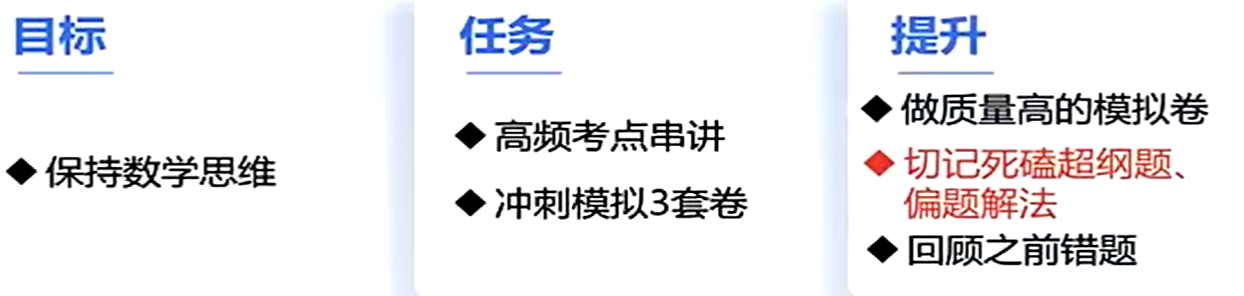 目标
◆ 保持数学思维
任务
◆ 高频考点串讲
◆ 冲刺模拟3套卷
提升
◆ 做质量高的模拟卷
◆ 切记死磕超纲题、
偏题解法
◆ 回顾之前错题